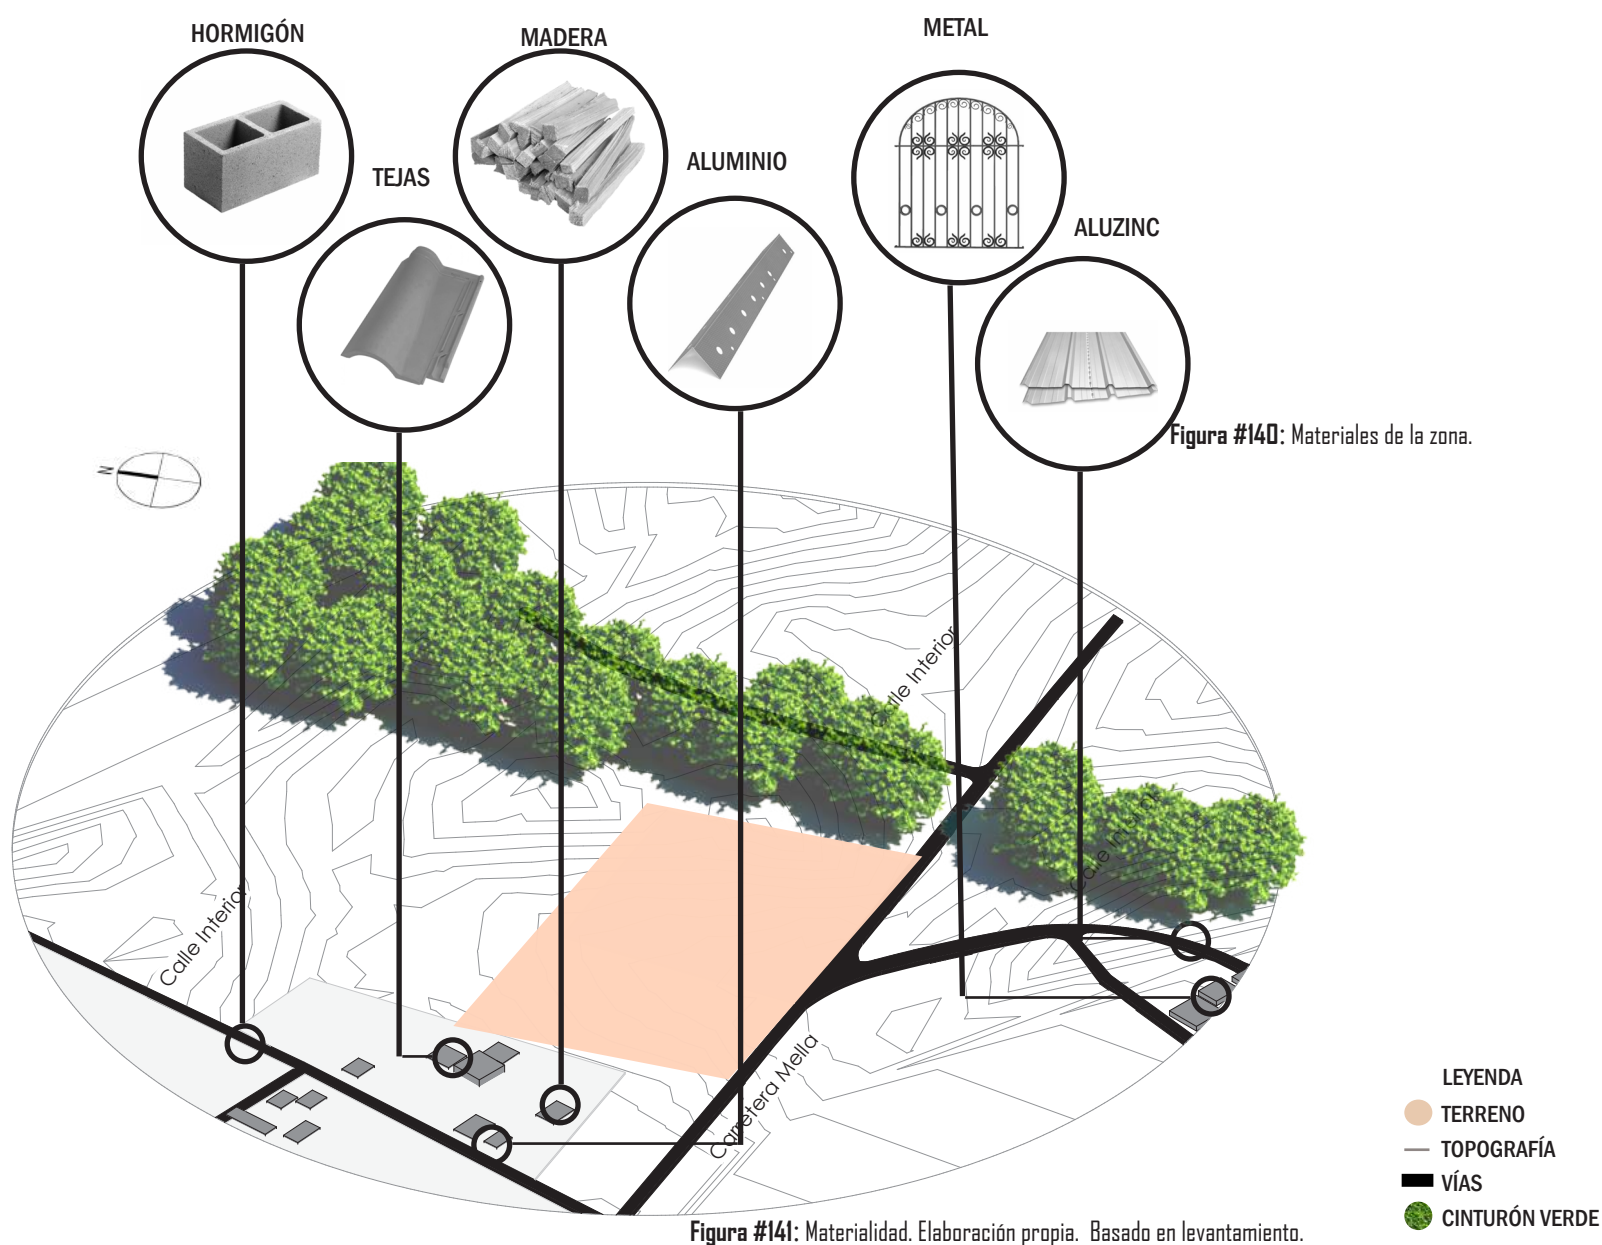 HORMIGÓN
MADERA
METAL
TEJAS
ALUMINIO
ALUZINC
Figura #140: Materiales de la zona.
N
Calle Interior
Calle Interior
Calle Interior
Carretera Mella
LEYENDA
TERRENO
TOPOGRAFÍA
VÍAS
CINTURÓN VERDE
Figura #141: Materialidad. Elaboración propia. Basado en levantamiento.